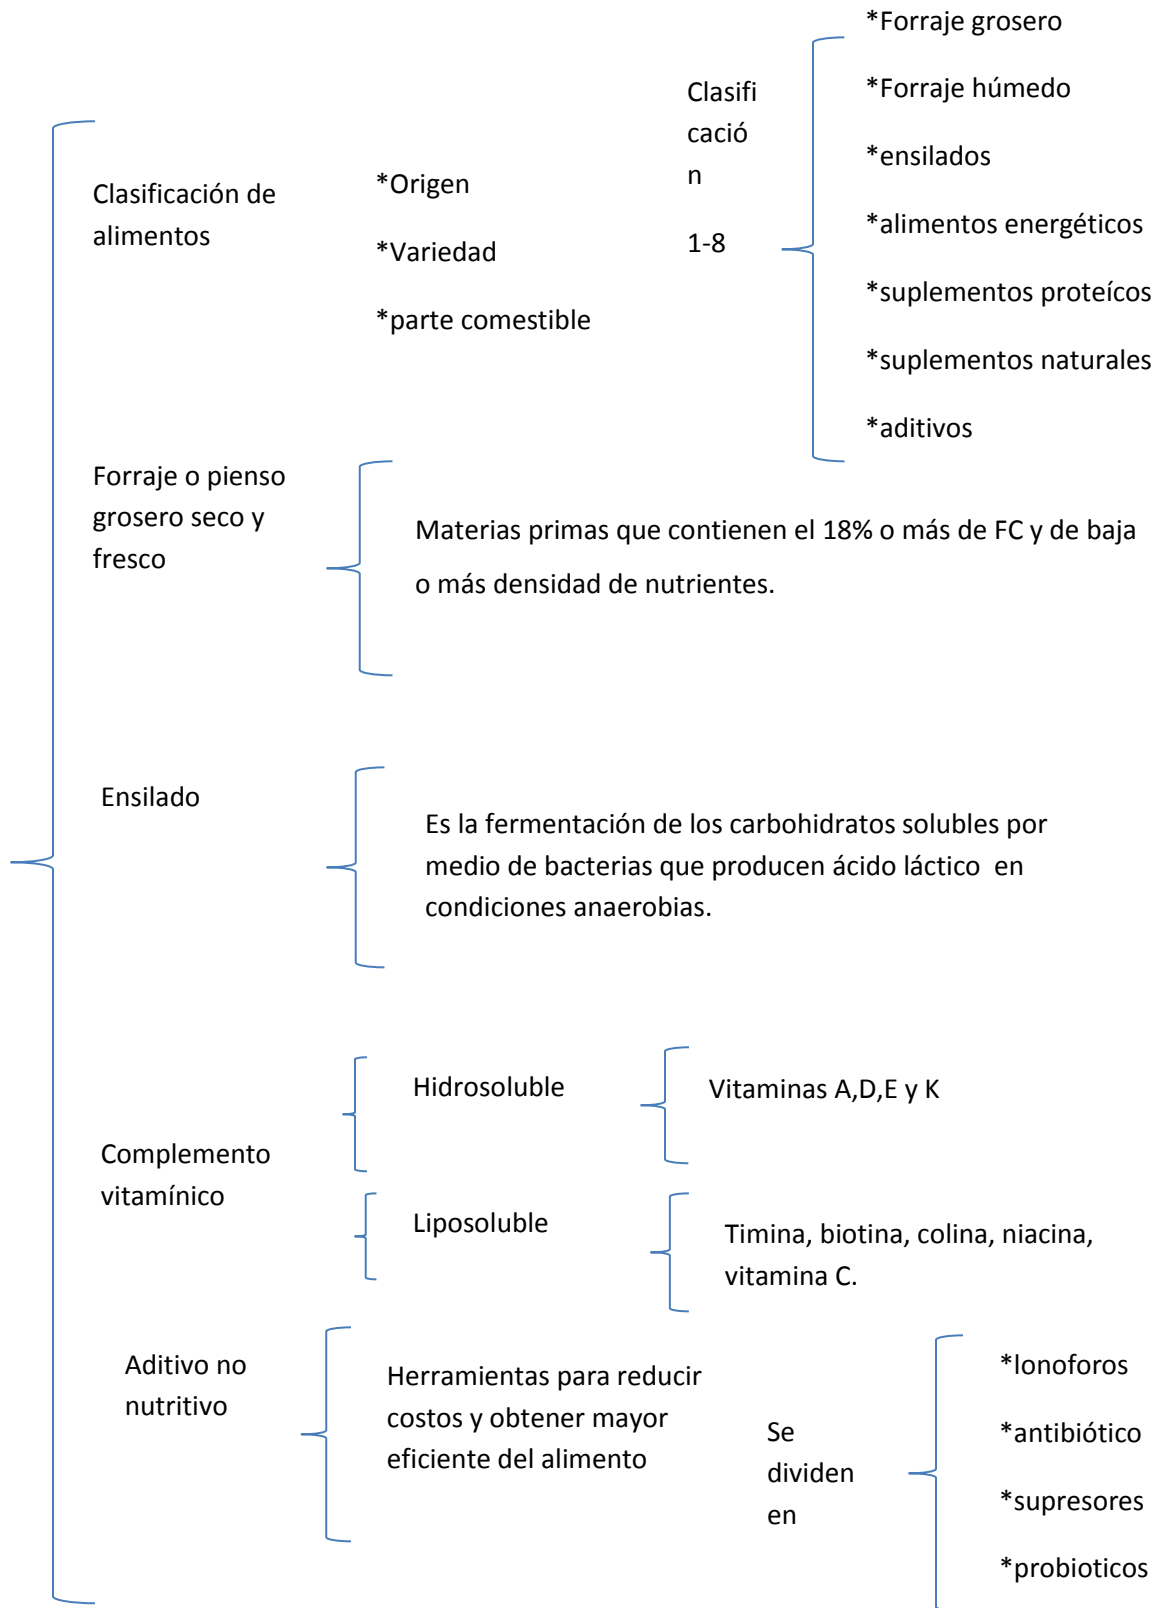 Clasificación de
alimentos
*Origen
*Variedad
*parte comestible
Clasifi
cació
n
1-8
*Forraje grosero
*Forraje húmedo
*ensilados
*alimentos energéticos
*suplementos proteícos
*suplementos naturales
*aditivos
Forraje o pienso
grosero seco y
fresco
Materias primas que contienen el 18% o más de FC y de baja
o más densidad de nutrientes.
Ensilado
Es la fermentación de los carbohidratos solubles por
medio de bacterias que producen ácido láctico en
condiciones anaerobias.
Complemento
vitamínico
Hidrosoluble
Vitaminas A,D,E y K
Liposoluble
Timina, biotina, colina, niacina,
vitamina C.
Aditivo no
nutritivo
Herramientas para reducir
costos y obtener mayor
eficiente del alimento
Se
dividen
en
*lonoforos
*antibiótico
*supresores
*probioticos